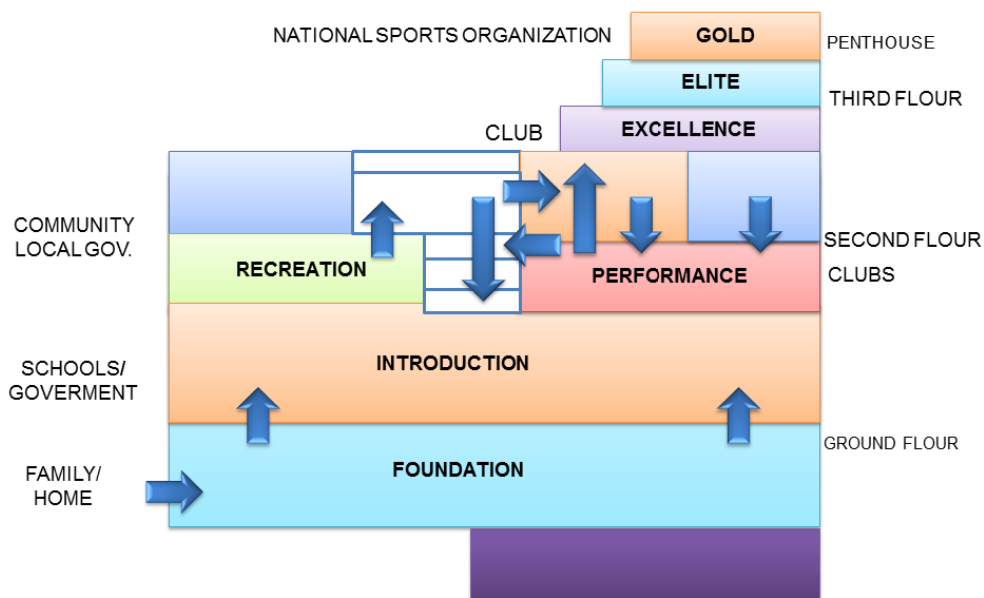 NATIONAL SPORTS ORGANIZATION
GOLD
PENTHOUSE
ELITE
THIRD FLOUR
CLUB
EXCELLENCE
COMMUNITY
LOCAL GOV.
SECOND FLOUR
RECREATION
PERFORMANCE
CLUBS
INTRODUCTION
SCHOOLS/
GOVERMENT
GROUND FLOUR
FOUNDATION
FAMILY/
HOME